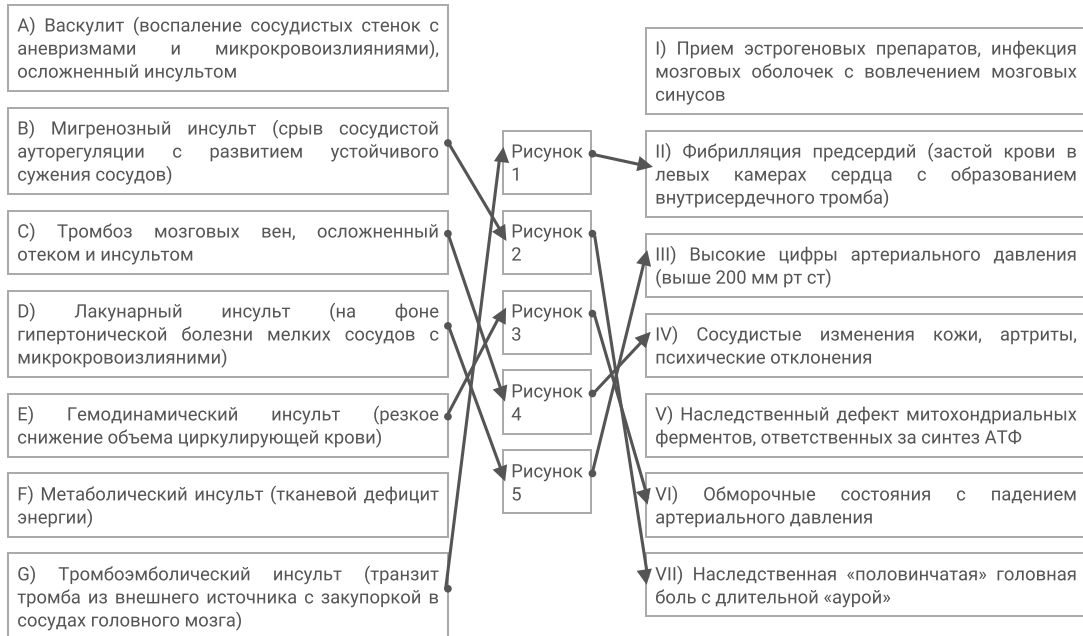 А) Васкулит (воспаление сосудистых стенок с
аневризмами и микрокровоизлияниями),
осложненный инсультом
В) Мигренозный инсульт (срыв сосудистой
ауторегуляции с развитием устойчивого
сужения сосудов)
С) Тромбоз мозговых вен, осложненный
отеком и инсультом
D) Лакунарный инсульт (на фоне
гипертонической болезни мелких сосудов с
микрокровоизлияними)
Е) Гемодинамический инсульт (резкое
снижение объема циркулирующей крови)
F) Метаболический инсульт (тканевой дефицит
энергии)
G) Тромбоэмболический инсульт (транзит
тромба из внешнего источника с закупоркой в
сосудах головного мозга)
Рисунок
1
Рисунок
2
Рисунок
3
Рисунок
4
Рисунок
5
I) Прием эстрогеновых препаратов, инфекция
мозговых оболочек с вовлечением мозговых
синусов
II) Фибрилляция предсердий (застой крови в
левых камерах сердца с образованием
внутрисердечного тромба)
III) Высокие цифры артериального давления
(выше 200 мм рт ст)
IV) Сосудистые изменения кожи, артриты,
психические отклонения
V) Наследственный дефект митохондриальных
ферментов, ответственных за синтез АТФ
VI) Обморочные состояния с падением
артериального давления
VII) Наследственная «половинчатая» головная
боль с длительной «аурой»